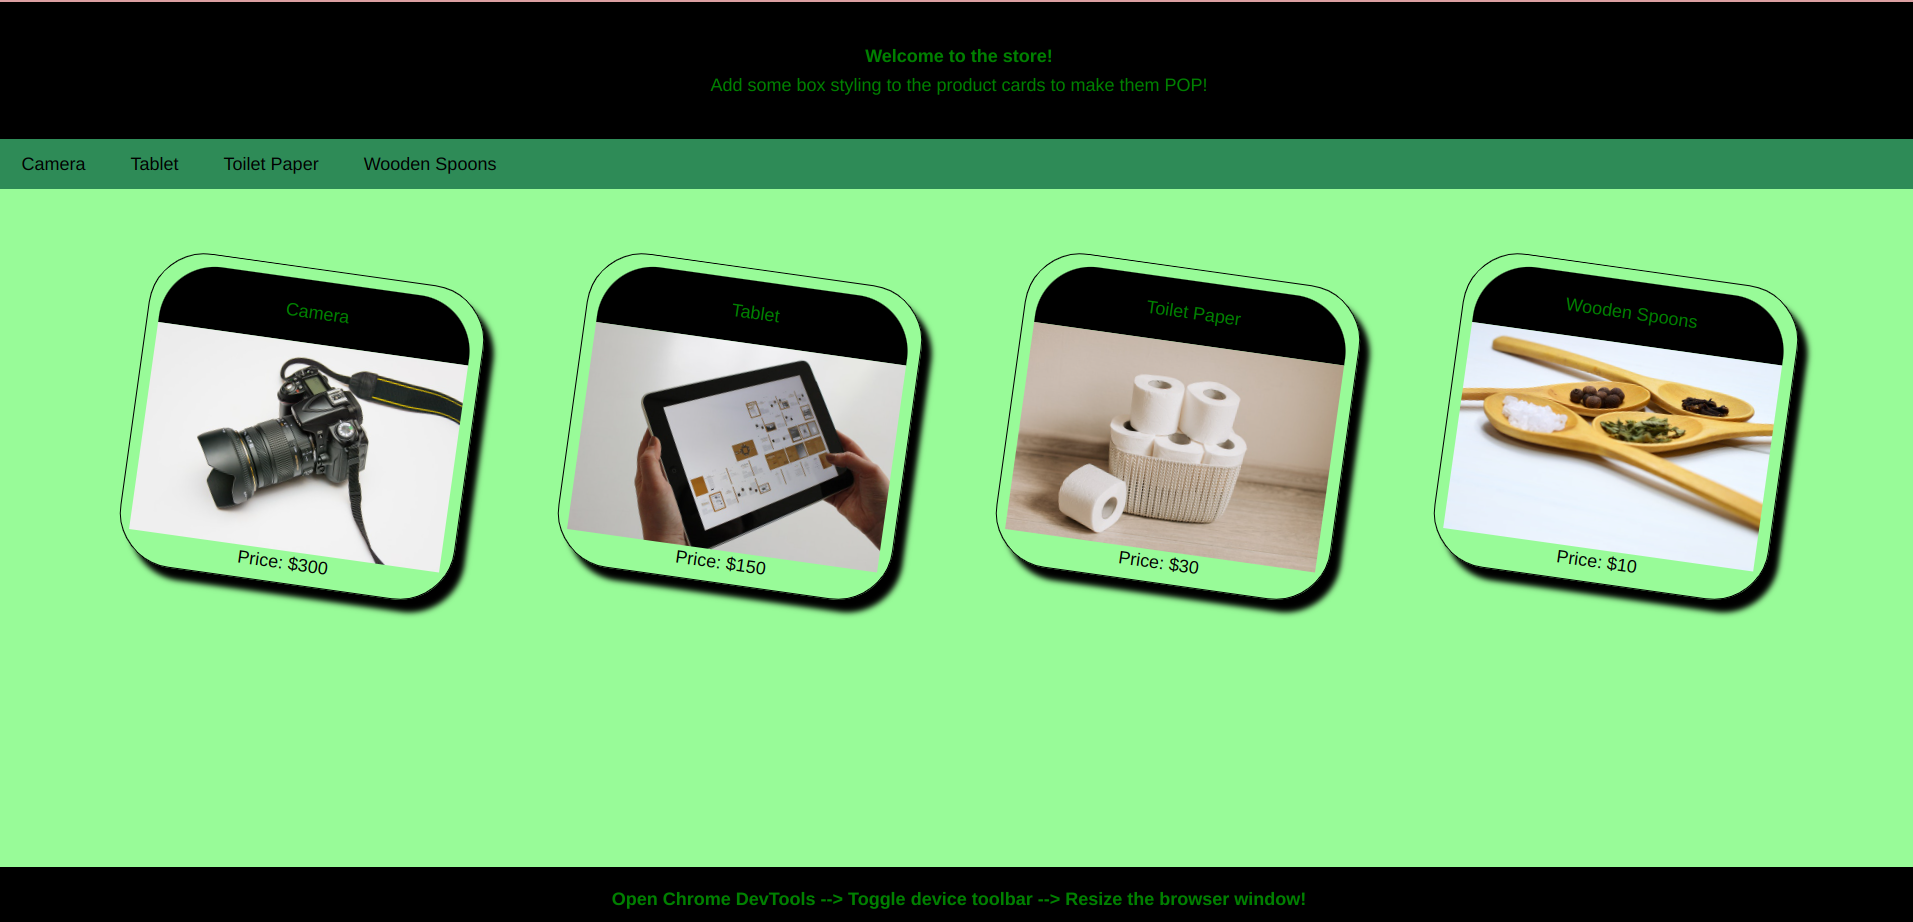 Welcome to the store!
Add some box styling to the product cards to make them POP!
Camera
Tablet
Toilet Paper
Wooden Spoons
Camera
Tablet
Toilet Paper
Wooden Spoons
Price: $300
Price: $150
Price: $30
Price: $10
Open Chrome DevTools --> Toggle device toolbar --> Resize the browser window!